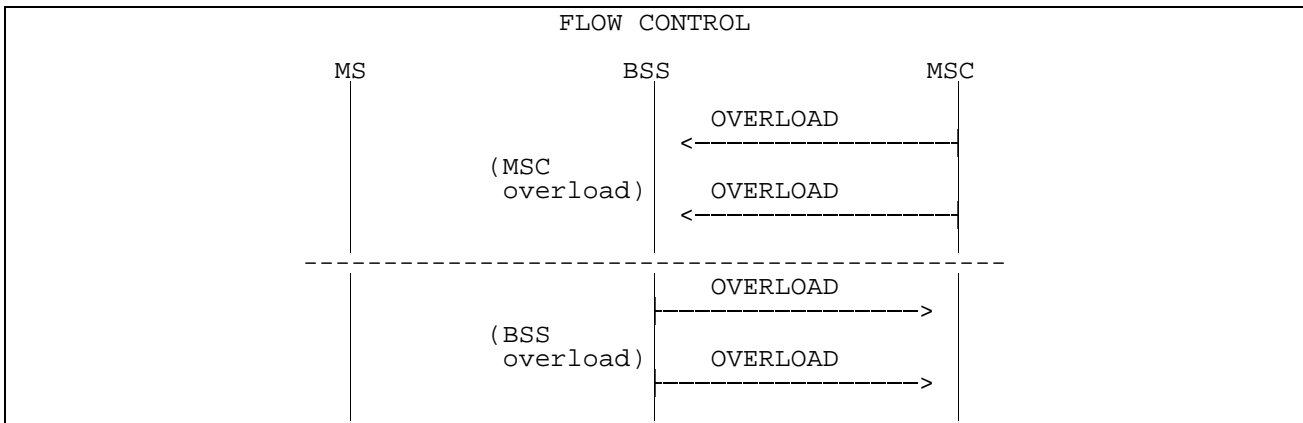 FLOW CONTROL
MS BSS MSC
OVERLOAD
(MSC
overload) OVERLOAD
OVERLOAD
(BSS
overload) OVERLOAD